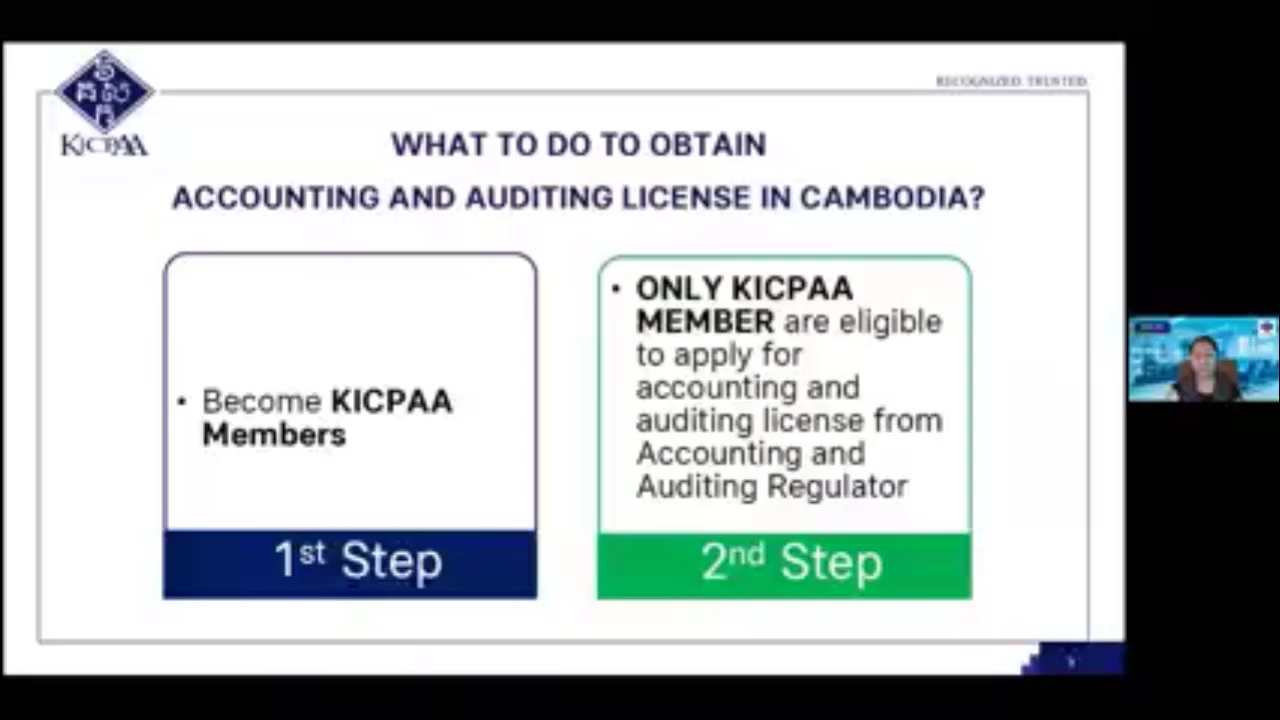 RECOGNIZED. TRUSTED.
KICPAA
WHAT TO DO TO OBTAIN
ACCOUNTING AND AUDITING LICENSE IN CAMBODIA?
• Become KICPAA
Members
1st Step
• ONLY KICPAA
MEMBER are eligible
to apply for
accounting and
auditing license from
Accounting and
Auditing Regulator
2nd Step